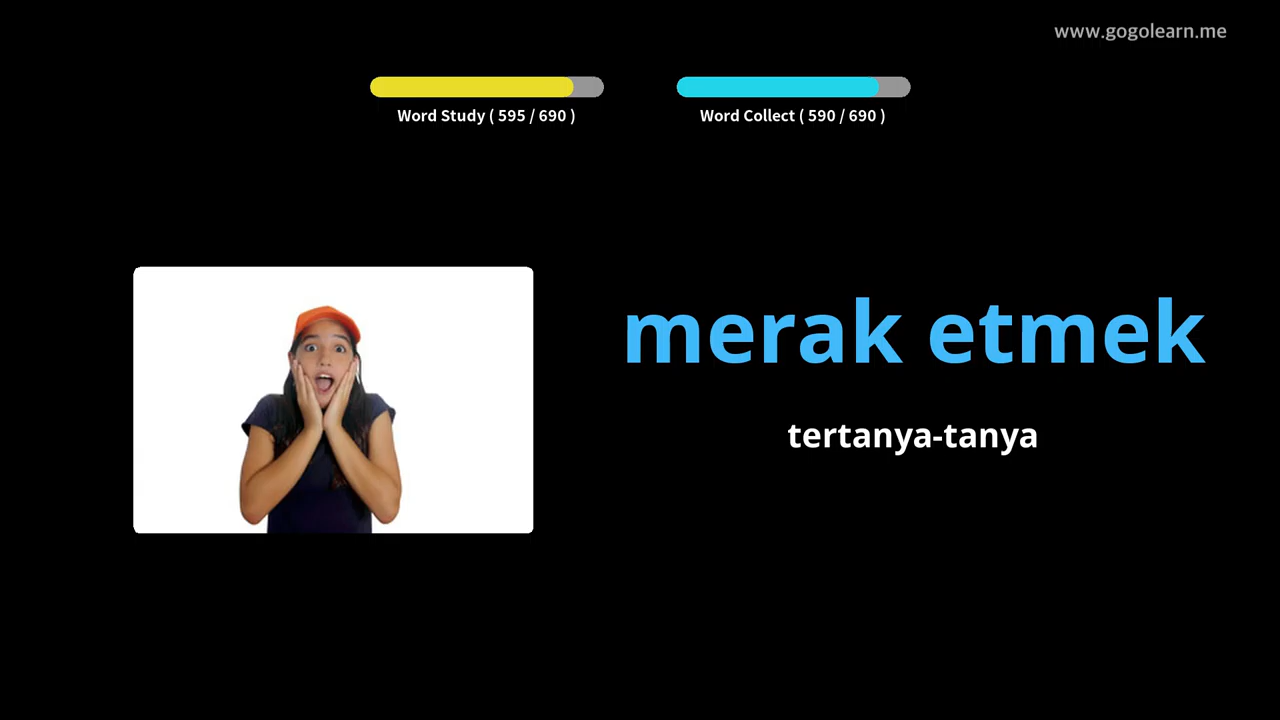 www.gogolearn.me
Word Study ( 595 / 690 )
Word Collect ( 590 / 690 )
merak etmek
tertanya-tanya